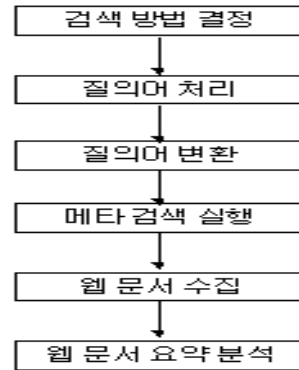 검색 방법 결정
질의어 처리
질의어 변환
메타 검색 실행
웹 문서 수집
웹 문서 요약 분석